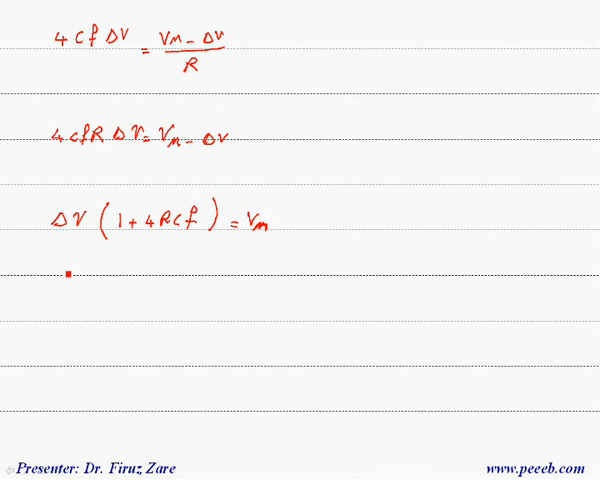 4 C f ΔV = (Vm - ΔV) / R
4 C f R ΔV = Vm - ΔV
ΔV (1 + 4 R C f) = Vm
Presenter: Dr. Firuz Zare
www.peeeb.com